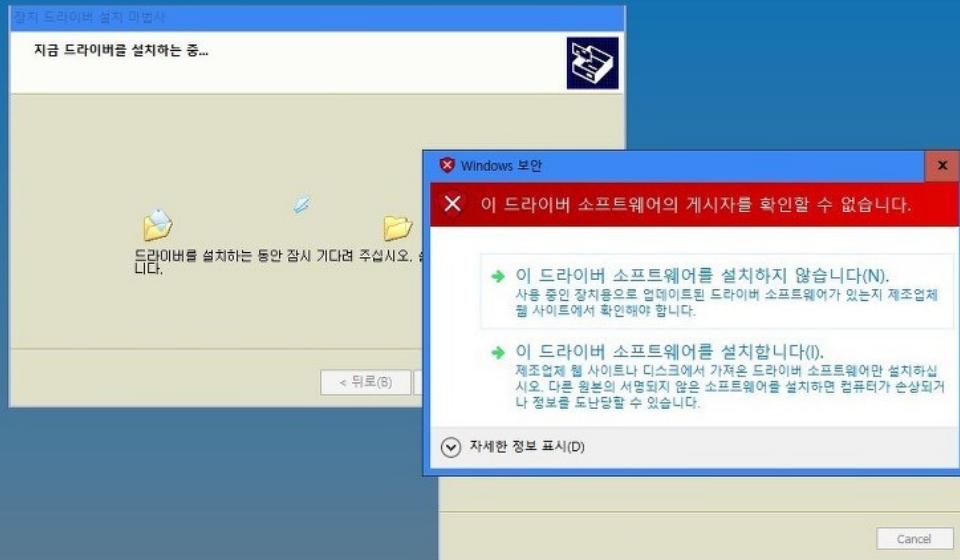 장치 드라이버 설치 마법사
지금 드라이버를 설치하는 중...
드라이버를 설치하는 동안 잠시 기다려 주십시오.
니다.
< 뒤로(B)
Windows 보안
이 드라이버 소프트웨어의 게시자를 확인할 수 없습니다.
이 드라이버 소프트웨어를 설치하지 않습니다(N).
사용 중인 장치용으로 업데이트된 드라이버 소프트웨어가 있는지 제조업체
웹 사이트에서 확인해야 합니다.
이 드라이버 소프트웨어를 설치합니다(I).
제조업체 웹 사이트나 디스크에서 가져온 드라이버 소프트웨어만 설치하십
시오. 다른 원본의 서명되지 않은 소프트웨어를 설치하면 컴퓨터가 손상되거
나 정보를 도난당할 수 있습니다.
자세한 정보 표시(D)
Cancel